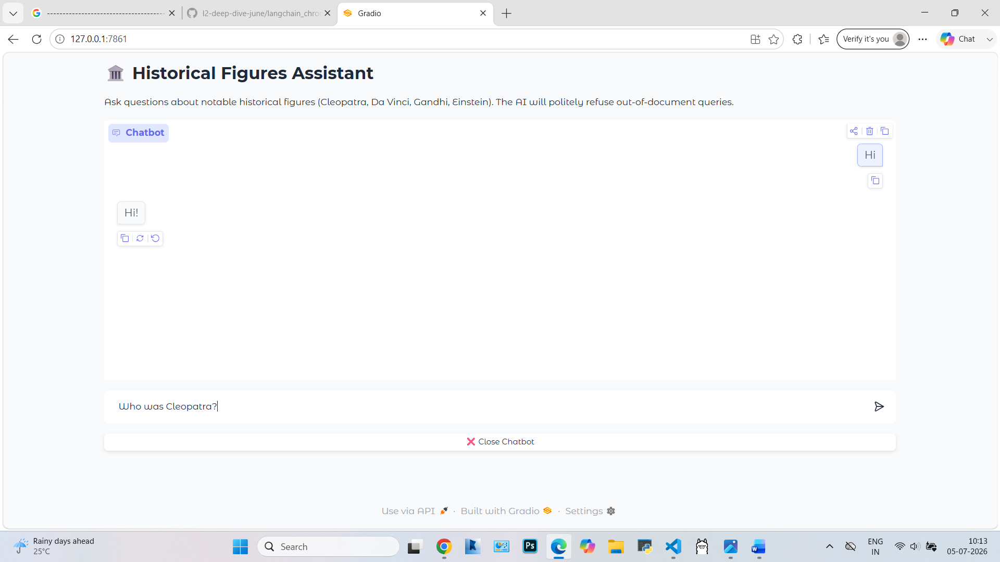 ----------------------------------------
l2-deep-dive-june/langchain_chro
Gradio
127.0.0.1:7861
Verify it's you
Chat
Historical Figures Assistant
Ask questions about notable historical figures (Cleopatra, Da Vinci, Gandhi, Einstein). The AI will politely refuse out-of-document queries.
Chatbot
Hi
Hi!
Who was Cleopatra?
Close Chatbot
Use via API · Built with Gradio · Settings
Rainy days ahead
25°C
Search
Ps
W
ENG
IN
10:13
05-07-2026